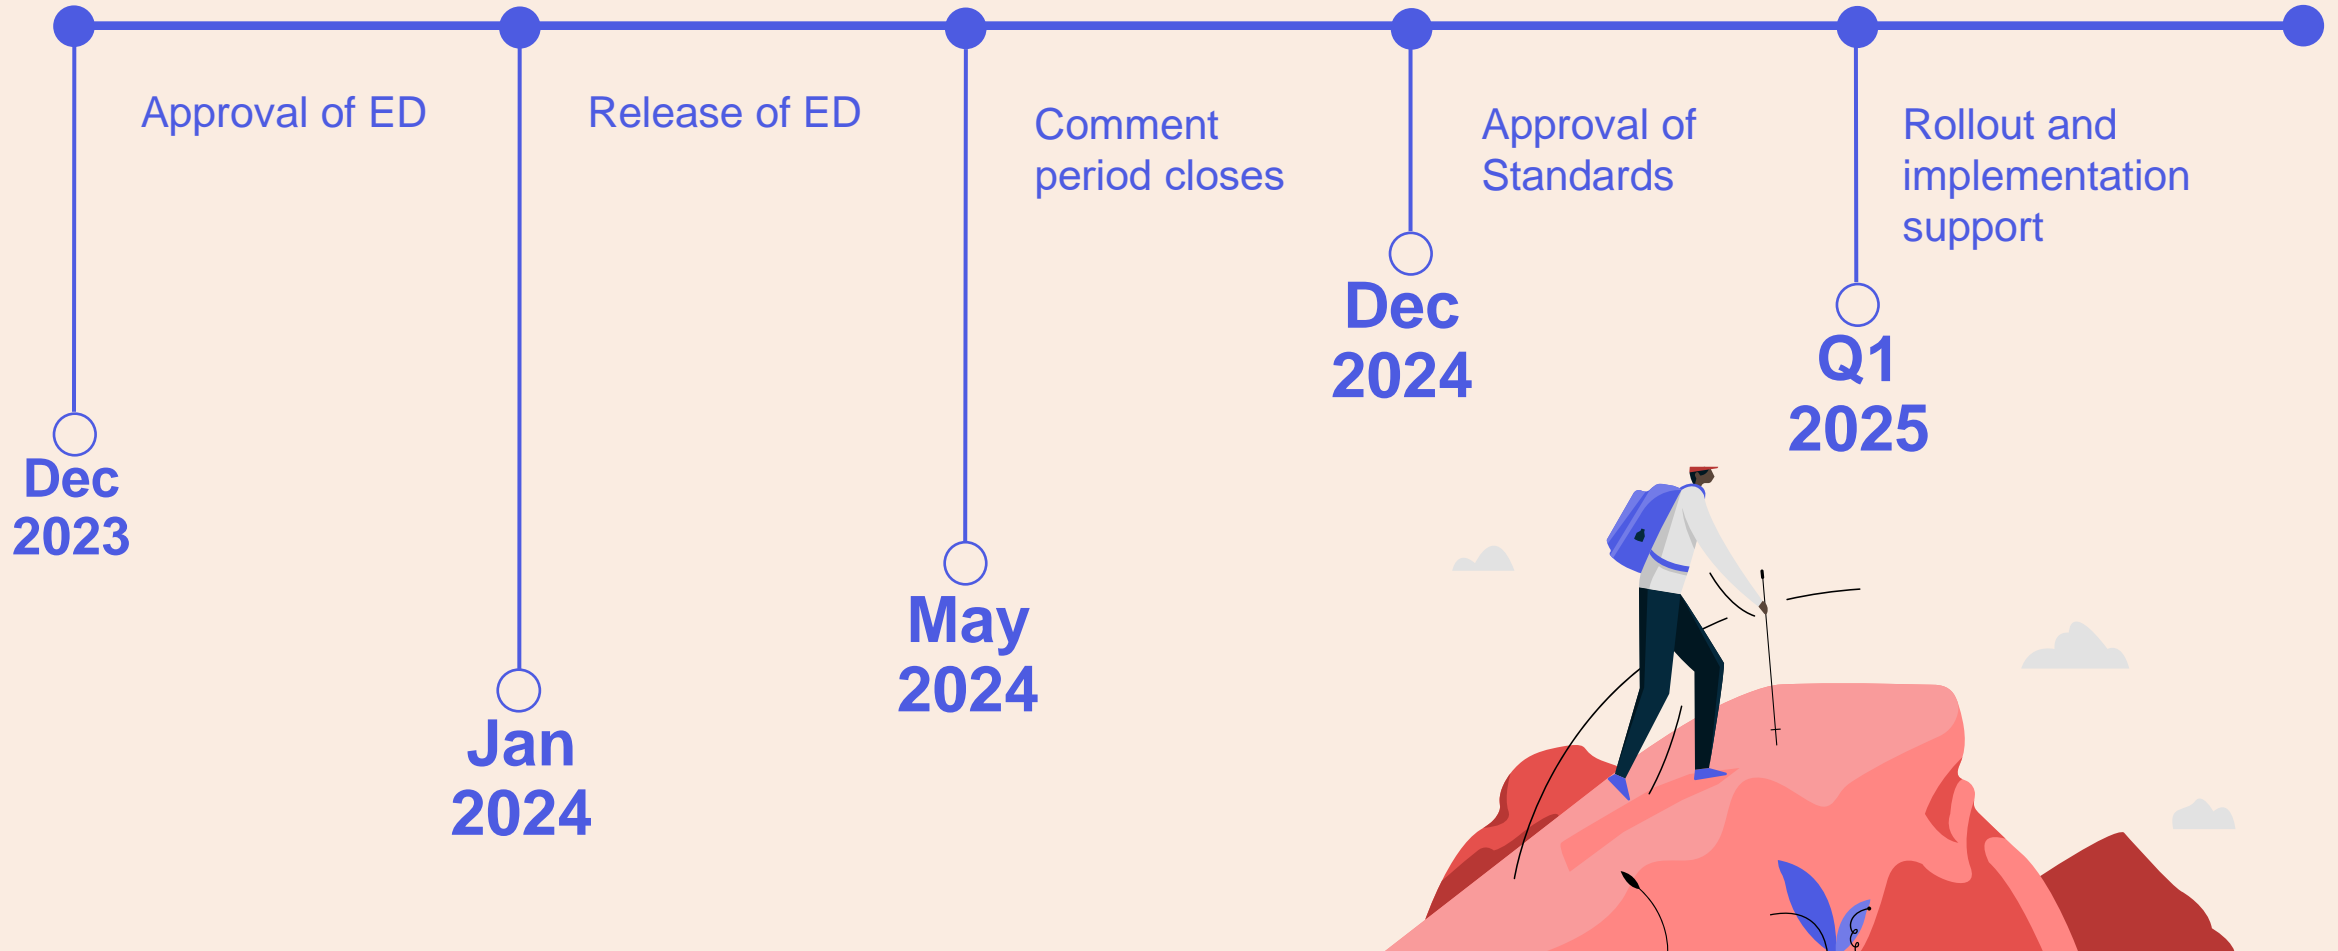 Approval of ED
Release of ED
Comment
period closes
Approval of
Standards
Rollout and
implementation
support
Dec
2023
Jan
2024
May
2024
Dec
2024
Q1
2025